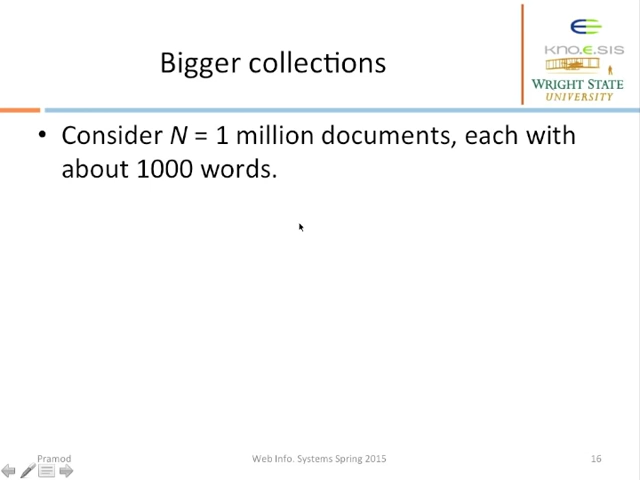 Bigger collections
kno.e.sis
WRIGHT STATE
UNIVERSITY
• Consider N = 1 million documents, each with
about 1000 words.
Pramod
Web Info. Systems Spring 2015
16